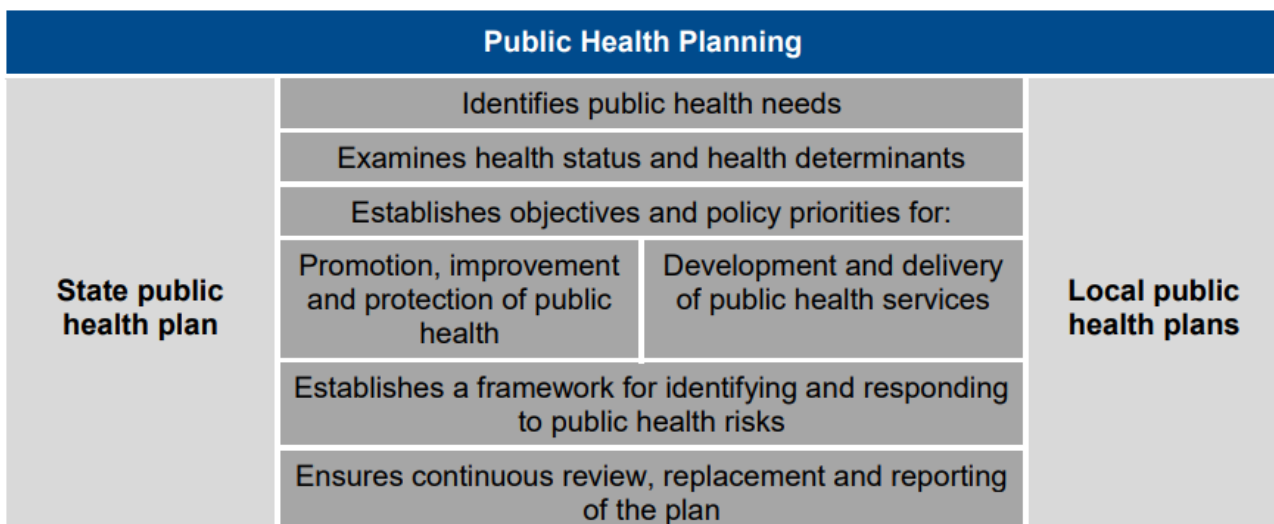 Public Health Planning
State public
health plan
Identifies public health needs
Examines health status and health determinants
Establishes objectives and policy priorities for:
Promotion, improvement
and protection of public
health
Development and delivery
of public health services
Establishes a framework for identifying and responding
to public health risks
Ensures continuous review, replacement and reporting
of the plan
Local public
health plans